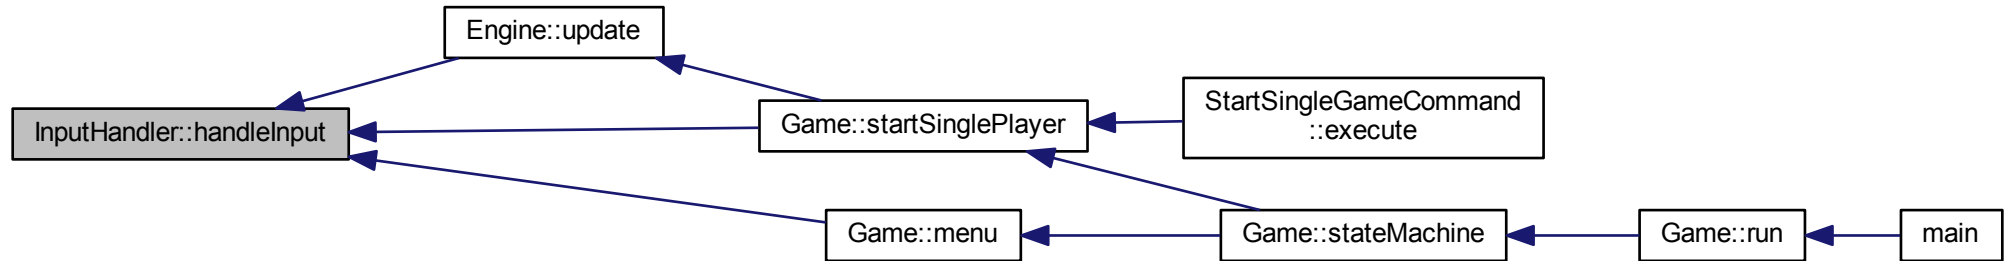 Engine::update
InputHandler::handleInput
Game::startSinglePlayer
StartSingleGameCommand
::execute
Game::menu
Game::stateMachine
Game::run
main